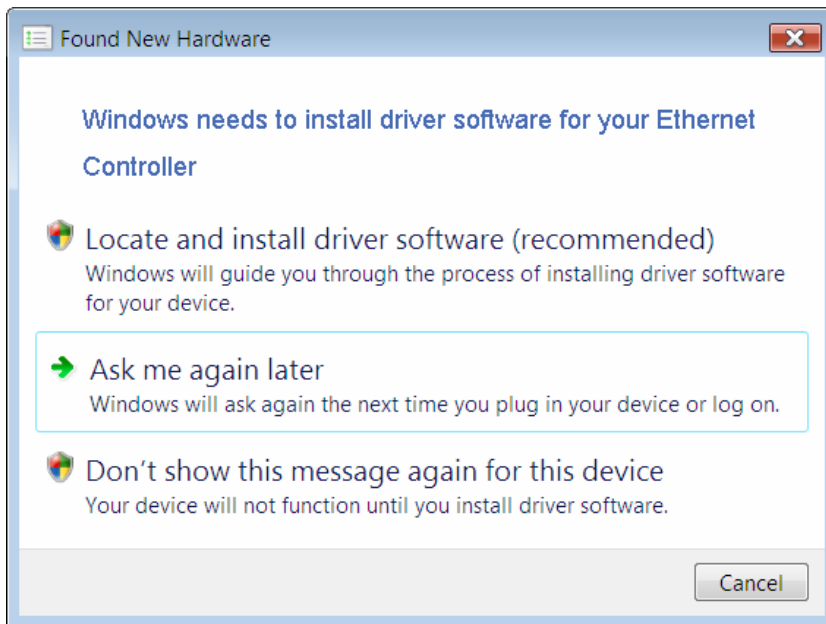 Found New Hardware
Windows needs to install driver software for your Ethernet
Controller
Locate and install driver software (recommended)
Windows will guide you through the process of installing driver software
for your device.
Ask me again later
Windows will ask again the next time you plug in your device or log on.
Don't show this message again for this device
Your device will not function until you install driver software.
Cancel